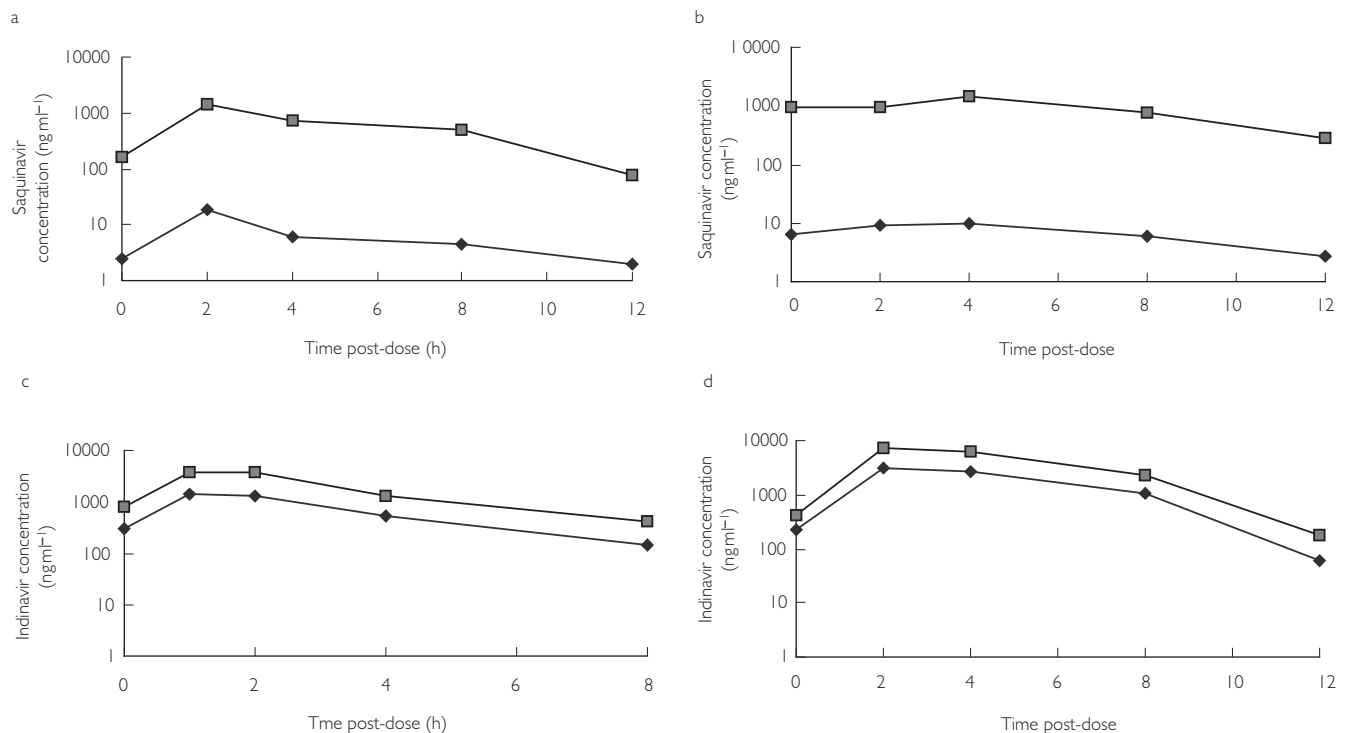 a
Saquinavir
concentration (ng ml⁻¹)
10000
1000
100
10
1
0 2 4 6 8 10 12
Time post-dose (h)
b
Saquinavir concentration
(ng ml⁻¹)
1 0000
1000
100
10
1
0 2 4 6 8 10 12
Time post-dose
c
Indinavir concentration
(ng ml⁻¹)
10000
1000
100
10
1
0 2 4 6 8
Tme post-dose (h)
d
Indinavir concentration
(ng ml⁻¹)
10000
1000
100
10
1
0 2 4 6 8 10 12
Time post-dose